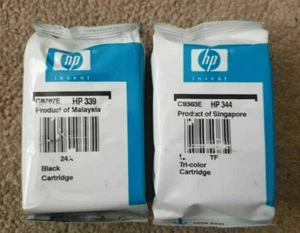 hp
invent
C8767E HP 339
Product of Malaysia
Black
Cartridge
hp
invent
C9363E HP 344
Product of Singapore
TF
Tri-color
Cartridge